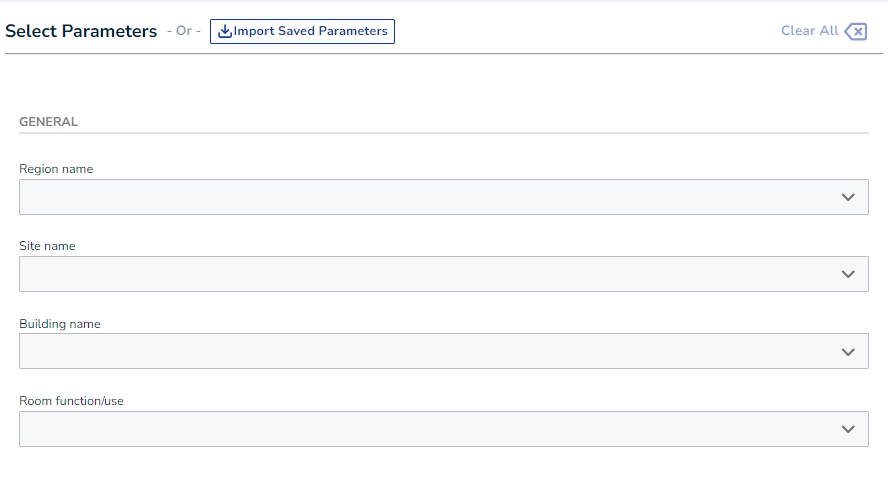 Select Parameters - Or - Import Saved Parameters Clear All
GENERAL
Region name
Site name
Building name
Room function/use